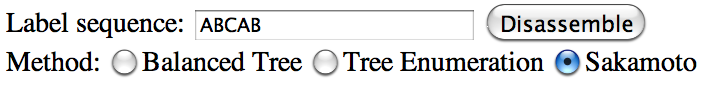 Label sequence: ABCAB Disassemble
Method: Balanced Tree Tree Enumeration Sakamoto